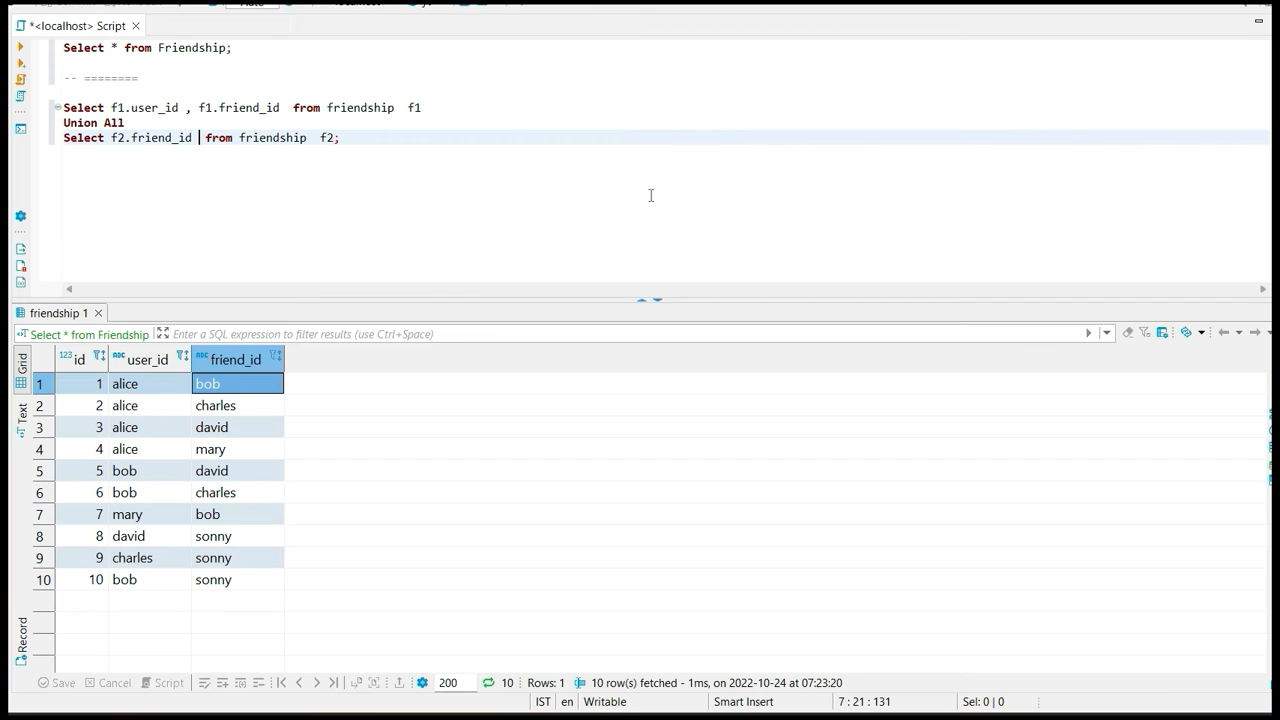 *<localhost> Script
Select * from Friendship;
-- ========
Select f1.user_id , f1.friend_id  from friendship  f1
Union All
Select f2.friend_id  from friendship  f2;
friendship 1
Select * from Friendship
Enter a SQL expression to filter results (use Ctrl+Space)
Grid
Text
Record
123 id ABC user_id ABC friend_id
1 1 alice bob
2 2 alice charles
3 3 alice david
4 4 alice mary
5 5 bob david
6 6 bob charles
7 7 mary bob
8 8 david sonny
9 9 charles sonny
10 10 bob sonny
Save Cancel Script 200 10 Rows: 1 10 row(s) fetched - 1ms, on 2022-10-24 at 07:23:20
IST en Writable Smart Insert 7 : 21 : 131 Sel: 0 | 0